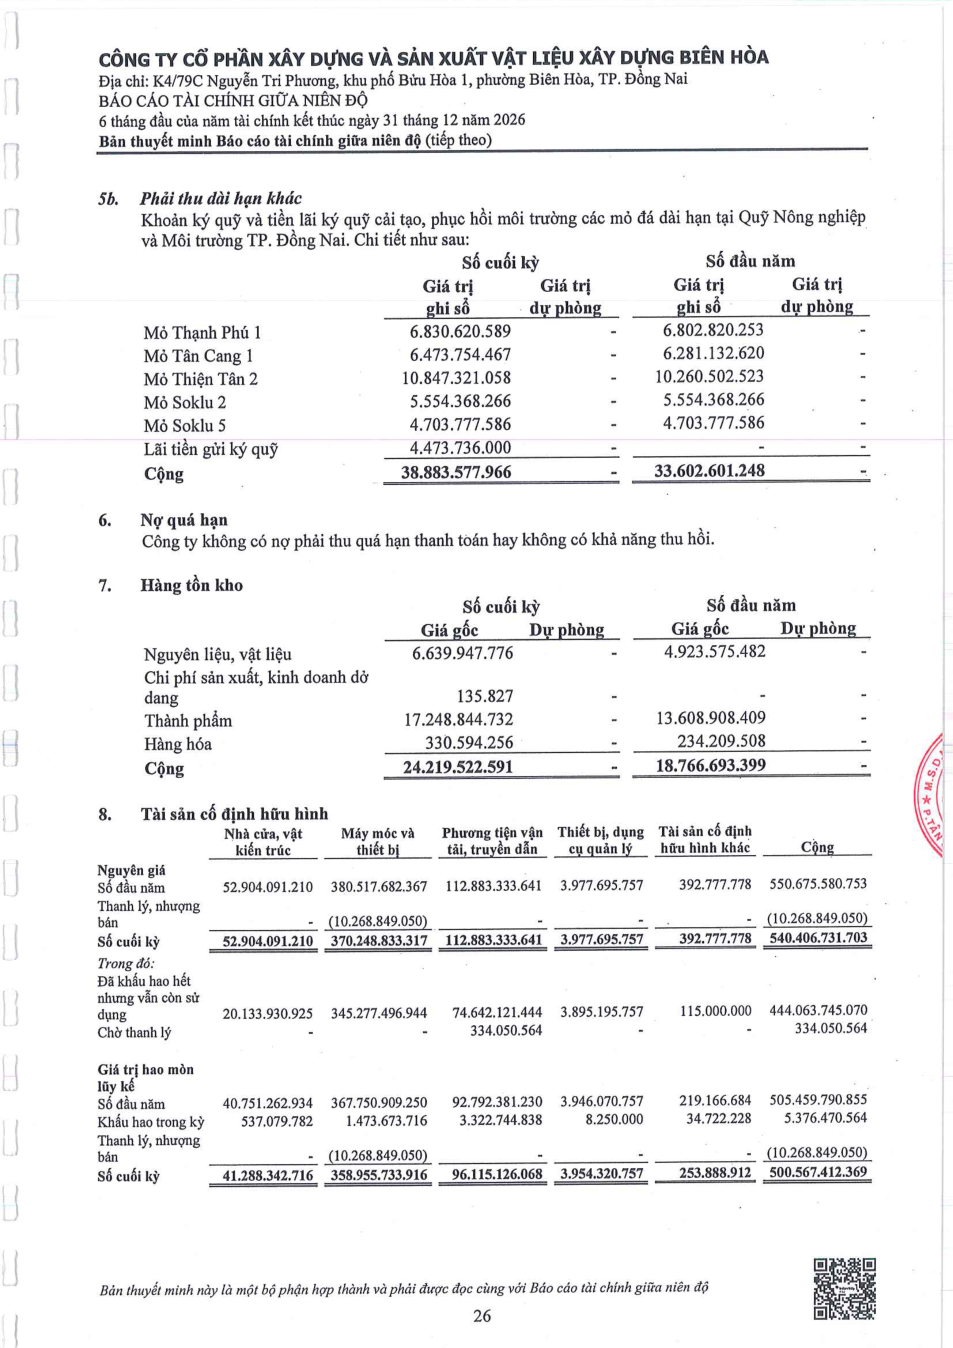 CÔNG TY CỔ PHẦN XÂY DỰNG VÀ SẢN XUẤT VẬT LIỆU XÂY DỰNG BIÊN HÒA
Địa chỉ: K4/79C Nguyễn Tri Phương, khu phố Bửu Hòa 1, phường Biên Hòa, TP. Đồng Nai
BÁO CÁO TÀI CHÍNH GIỮA NIÊN ĐỘ
6 tháng đầu của năm tài chính kết thúc ngày 31 tháng 12 năm 2026
Bản thuyết minh Báo cáo tài chính giữa niên độ (tiếp theo)
5b. Phải thu dài hạn khác
Khoản ký quỹ và tiền lãi ký quỹ cải tạo, phục hồi môi trường các mỏ đá dài hạn tại Quỹ Nông nghiệp
và Môi trường TP. Đồng Nai. Chi tiết như sau:
Số cuối kỳ Số đầu năm
Giá trị Giá trị Giá trị Giá trị
ghi sổ dự phòng ghi sổ dự phòng
Mỏ Thạnh Phú 1 6.830.620.589 - 6.802.820.253 -
Mỏ Tân Cang 1 6.473.754.467 - 6.281.132.620 -
Mỏ Thiện Tân 2 10.847.321.058 - 10.260.502.523 -
Mỏ Soklu 2 5.554.368.266 - 5.554.368.266 -
Mỏ Soklu 5 4.703.777.586 - 4.703.777.586 -
Lãi tiền gửi ký quỹ 4.473.736.000 - - -
Cộng 38.883.577.966 - 33.602.601.248 -
6. Nợ quá hạn
Công ty không có nợ phải thu quá hạn thanh toán hay không có khả năng thu hồi.
7. Hàng tồn kho
Số cuối kỳ Số đầu năm
Giá gốc Dự phòng Giá gốc Dự phòng
Nguyên liệu, vật liệu 6.639.947.776 - 4.923.575.482 -
Chi phí sản xuất, kinh doanh dở
dang 135.827 - - -
Thành phẩm 17.248.844.732 - 13.608.908.409 -
Hàng hóa 330.594.256 - 234.209.508 -
Cộng 24.219.522.591 - 18.766.693.399 -
8. Tài sản cố định hữu hình
Nhà cửa, vật Máy móc và Phương tiện vận Thiết bị, dụng Tài sản cố định
kiến trúc thiết bị tải, truyền dẫn cụ quản lý hữu hình khác Cộng
Nguyên giá
Số đầu năm 52.904.091.210 380.517.682.367 112.883.333.641 3.977.695.757 392.777.778 550.675.580.753
Thanh lý, nhượng
bán - (10.268.849.050) - - - (10.268.849.050)
Số cuối kỳ 52.904.091.210 370.248.833.317 112.883.333.641 3.977.695.757 392.777.778 540.406.731.703
Trong đó:
Đã khấu hao hết
nhưng vẫn còn sử
dụng 20.133.930.925 345.277.496.944 74.642.121.444 3.895.195.757 115.000.000 444.063.745.070
Chờ thanh lý - - 334.050.564 - - 334.050.564
Giá trị hao mòn
lũy kế
Số đầu năm 40.751.262.934 367.750.909.250 92.792.381.230 3.946.070.757 219.166.684 505.459.790.855
Khấu hao trong kỳ 537.079.782 1.473.673.716 3.322.744.838 8.250.000 34.722.228 5.376.470.564
Thanh lý, nhượng
bán - (10.268.849.050) - - - (10.268.849.050)
Số cuối kỳ 41.288.342.716 358.955.733.916 96.115.126.068 3.954.320.757 253.888.912 500.567.412.369
Bản thuyết minh này là một bộ phận hợp thành và phải được đọc cùng với Báo cáo tài chính giữa niên độ
26
M.S.D
P.TÂN